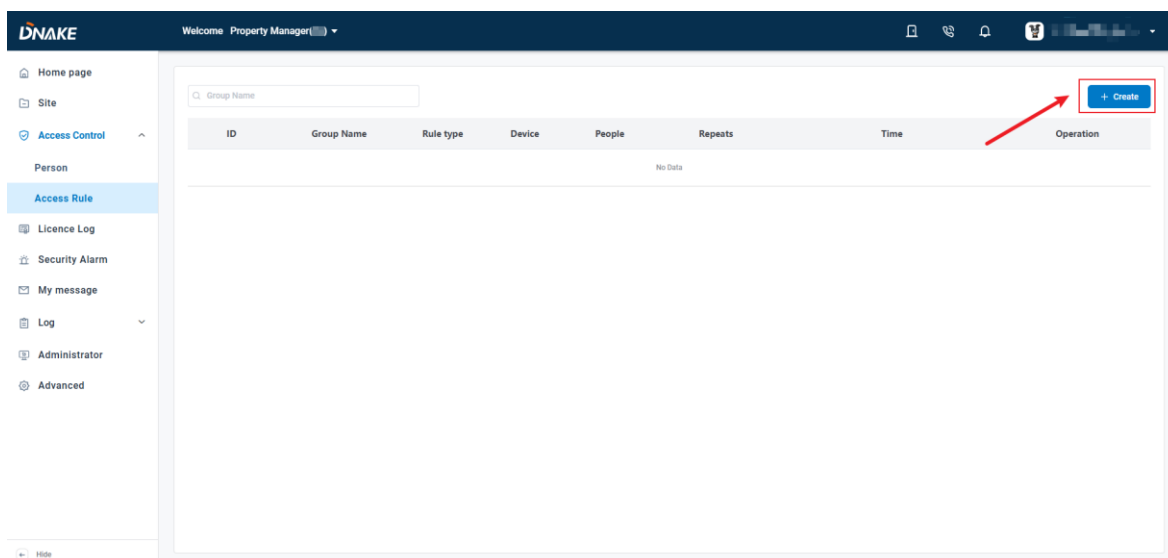 DNAKE
Welcome Property Manager( ) 
Home page
Site
Access Control
Person
Access Rule
Licence Log
Security Alarm
My message
Log
Administrator
Advanced
Hide
Group Name
+ Create
ID Group Name Rule type Device People Repeats Time Operation
No Data